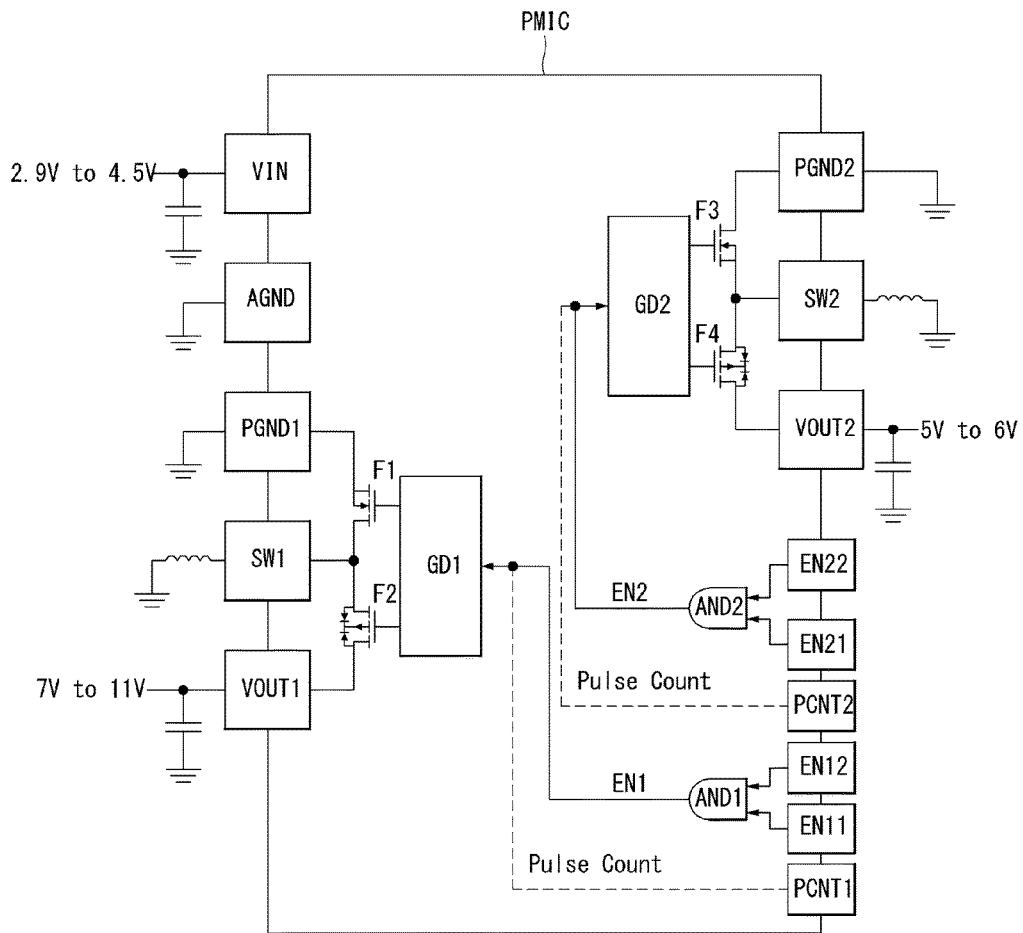 PMIC
2.9V to 4.5V
VIN
PGND2
F3
AGND
GD2
SW2
F4
PGND1
VOUT2
5V to 6V
F1
SW1
GD1
EN22
F2
EN2
AND2
EN21
7V to 11V
VOUT1
Pulse Count
PCNT2
EN12
EN1
AND1
EN11
Pulse Count
PCNT1